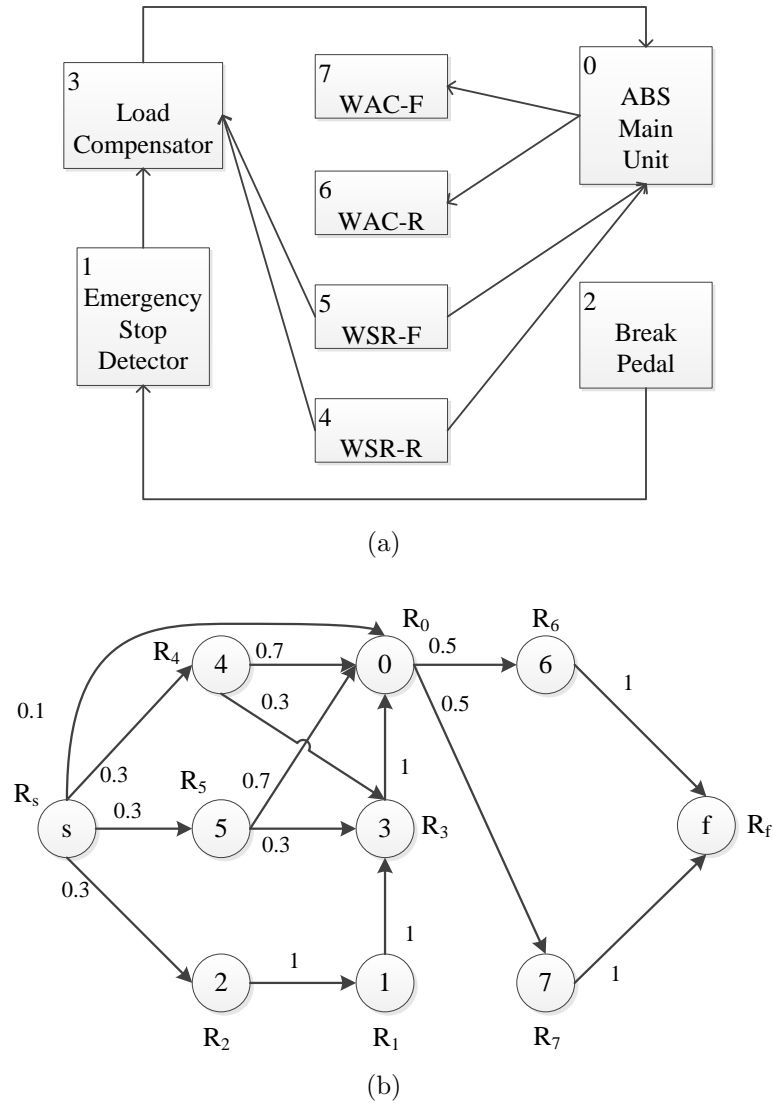 3
Load
Compensator
7
WAC-F
0
ABS
Main
Unit
6
WAC-R
1
Emergency
Stop
Detector
5
WSR-F
2
Break
Pedal
4
WSR-R
(a)
R₀
R₆
R₄
4
0.7
0
0.5
6
0.3
0.5
1
0.1
0.3
R₅
0.7
1
Rₛ
s
0.3
5
0.3
3
R₃
f
R_f
0.3
1
1
2
1
7
1
R₂
R₁
R₇
(b)